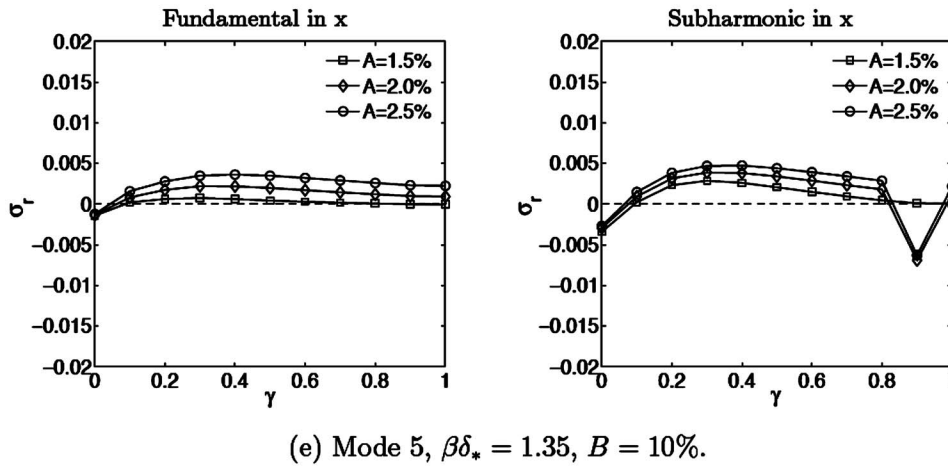 Fundamental in x
0.02
0.015
0.01
0.005
0
−0.005
−0.01
−0.015
−0.02
σr
A=1.5%
A=2.0%
A=2.5%
0 0.2 0.4 0.6 0.8 1
γ
Subharmonic in x
0.02
0.015
0.01
0.005
0
−0.005
−0.01
−0.015
−0.02
σr
A=1.5%
A=2.0%
A=2.5%
0 0.2 0.4 0.6 0.8
γ
(e) Mode 5, βδ* = 1.35, B = 10%.